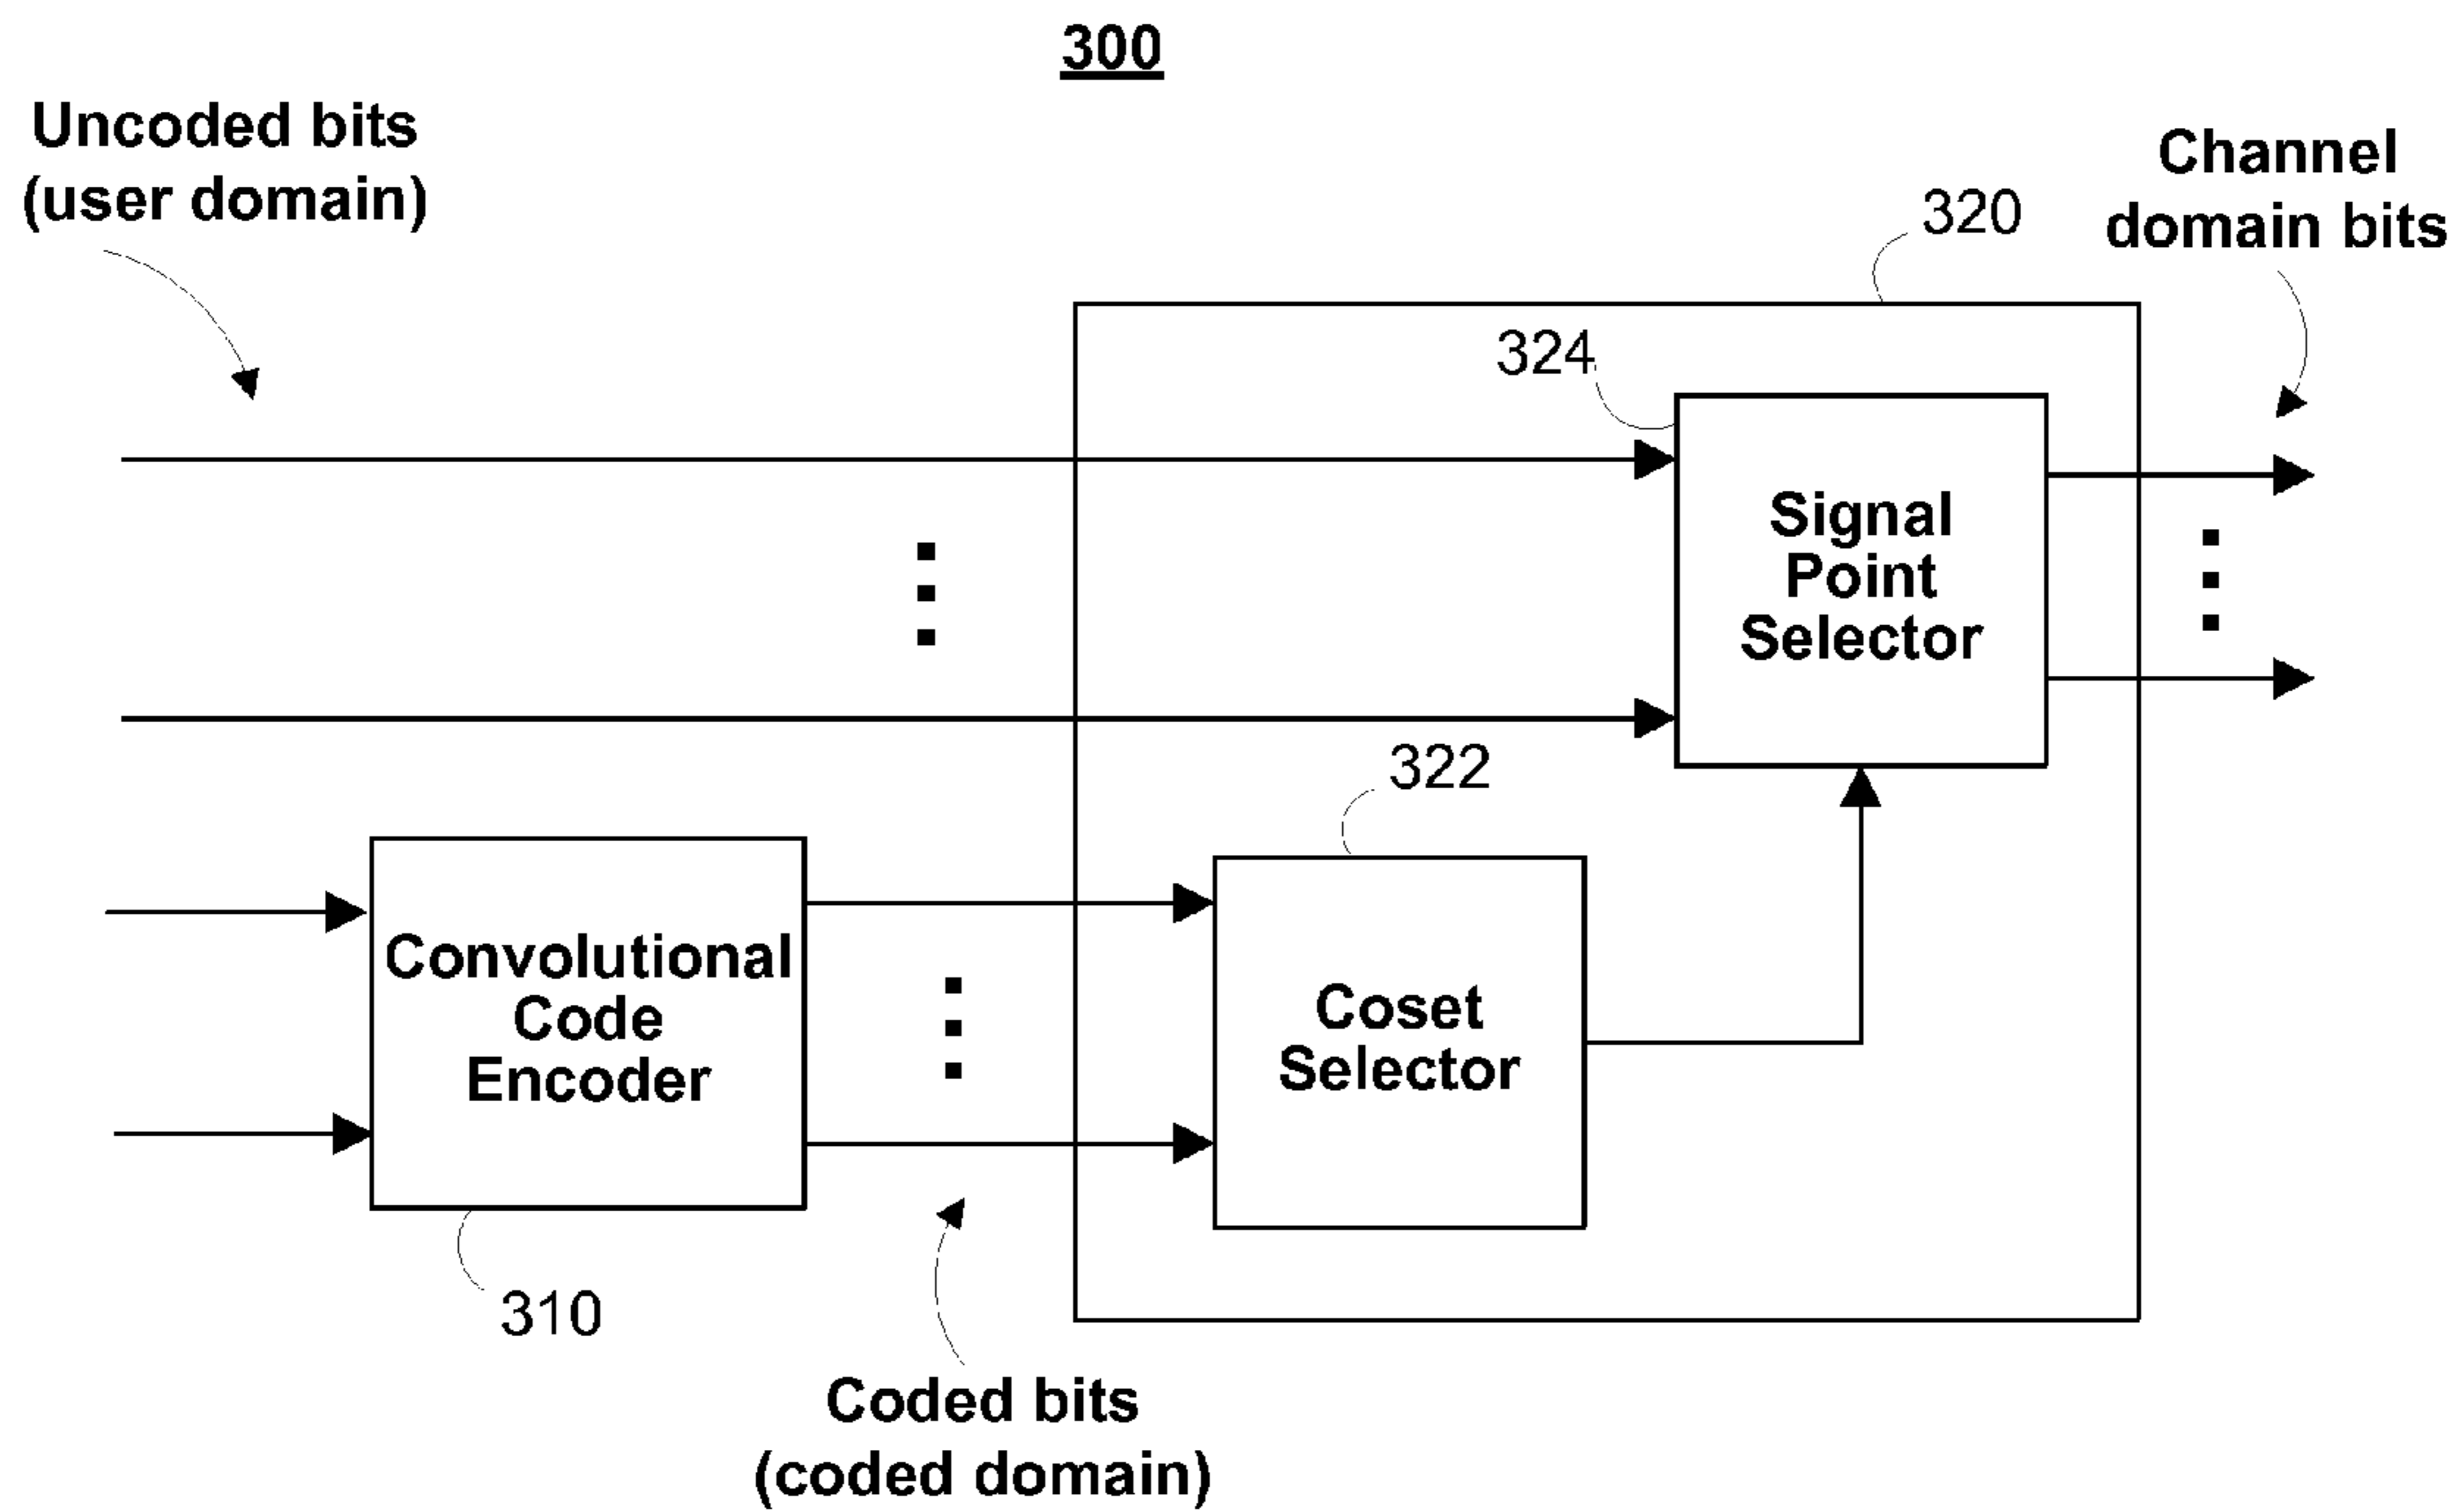 300
Uncoded bits
(user domain)
Channel
domain bits
320
324
Signal
Point
Selector
322
Convolutional
Code
Encoder
Coset
Selector
310
Coded bits
(coded domain)